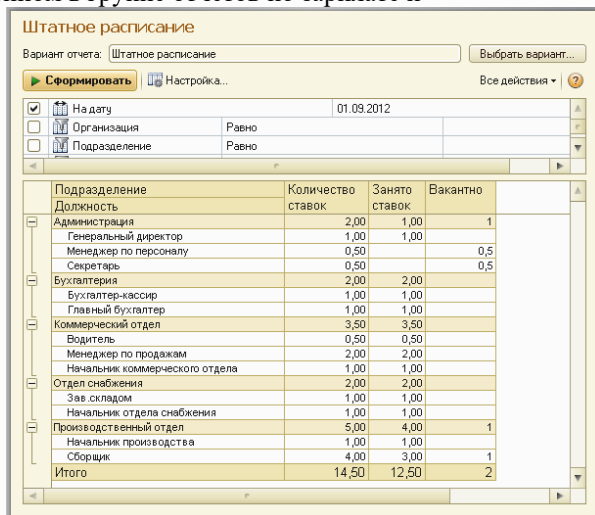 Штатное расписание
Вариант отчета: Штатное расписание Выбрать вариант...
Сформировать Настройка... Все действия
На дату 01.09.2012
Организация Равно
Подразделение Равно
Подразделение Количество Занято Вакантно
Должность ставок ставок
Администрация 2,00 1,00 1
Генеральный директор 1,00 1,00
Менеджер по персоналу 0,50 0,5
Секретарь 0,50 0,5
Бухгалтерия 2,00 2,00
Бухгалтер-кассир 1,00 1,00
Главный бухгалтер 1,00 1,00
Коммерческий отдел 3,50 3,50
Водитель 0,50 0,50
Менеджер по продажам 2,00 2,00
Начальник коммерческого отдела 1,00 1,00
Отдел снабжения 2,00 2,00
Зав.складом 1,00 1,00
Начальник отдела снабжения 1,00 1,00
Производственный отдел 5,00 4,00 1
Начальник производства 1,00 1,00
Сборщик 4,00 3,00 1
Итого 14,50 12,50 2